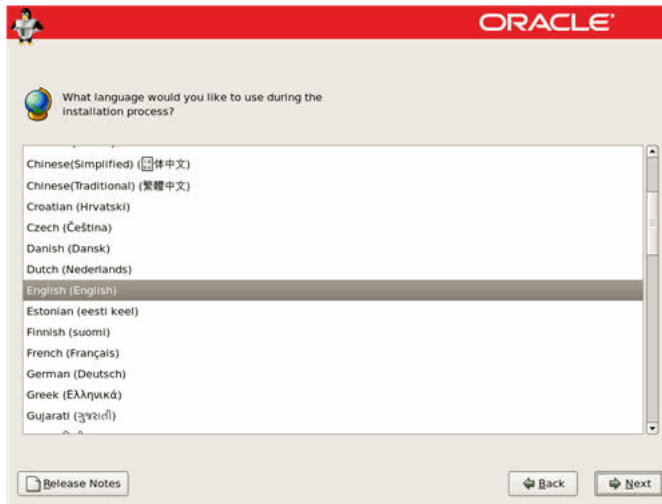 ORACLE®
What language would you like to use during the
installation process?
Chinese(Simplified) (体中文)
Chinese(Traditional) (繁體中文)
Croatian (Hrvatski)
Czech (Čeština)
Danish (Dansk)
Dutch (Nederlands)
English (English)
Estonian (eesti keel)
Finnish (suomi)
French (Français)
German (Deutsch)
Greek (Ελληνικά)
Gujarati (ગુજરાતી)
Release Notes
Back
Next